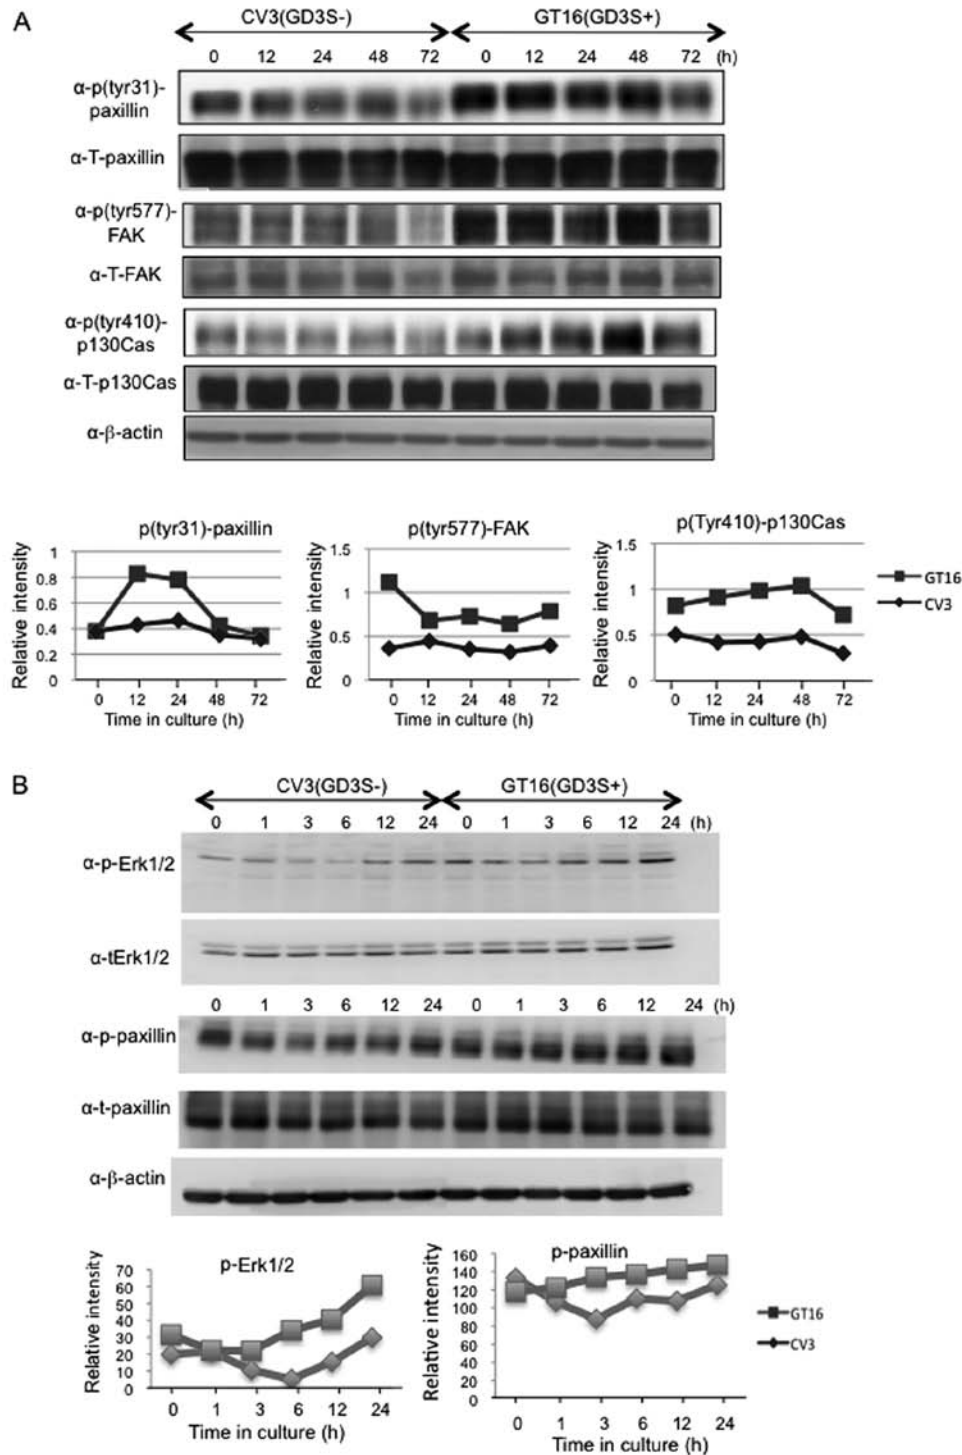 A
CV3(GD3S-) GT16(GD3S+)
0 12 24 48 72 0 12 24 48 72 (h)
α-p(tyr31)-
paxillin
α-T-paxillin
α-p(tyr577)-
FAK
α-T-FAK
α-p(tyr410)-
p130Cas
α-T-p130Cas
α-β-actin
p(tyr31)-paxillin
Relative intensity
1
0.8
0.6
0.4
0.2
0
0 12 24 48 72
Time in culture (h)
p(tyr577)-FAK
Relative intensity
1.5
1
0.5
0
0 12 24 48 72
Time in culture (h)
p(Tyr410)-p130Cas
Relative intensity
1.5
1
0.5
0
0 12 24 48 72
Time in culture (h)
GT16
CV3
B
CV3(GD3S-) GT16(GD3S+)
0 1 3 6 12 24 0 1 3 6 12 24 (h)
α-p-Erk1/2
α-tErk1/2
0 1 3 6 12 24 0 1 3 6 12 24 (h)
α-p-paxillin
α-t-paxillin
α-β-actin
p-Erk1/2
Relative intensity
70
60
50
40
30
20
10
0
0 1 3 6 12 24
Time in culture (h)
p-paxillin
Relative intensity
160
140
120
100
80
60
40
20
0
0 1 3 6 12 24
Time in culture (h)
GT16
CV3